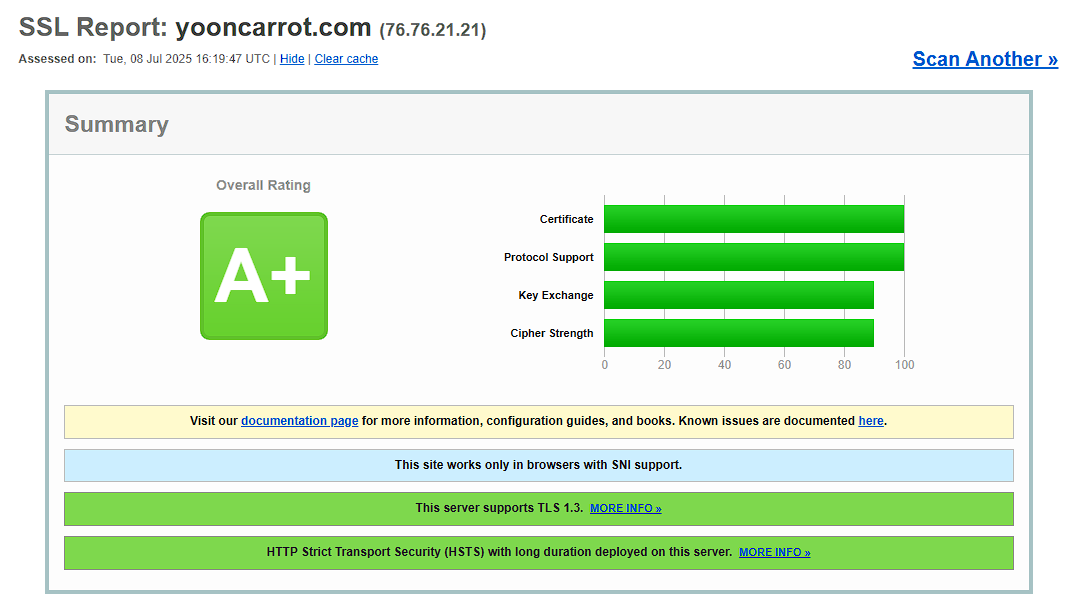 SSL Report: yooncarrot.com (76.76.21.21)
Assessed on: Tue, 08 Jul 2025 16:19:47 UTC | Hide | Clear cache
Scan Another »
Summary
Overall Rating
A+
Certificate
Protocol Support
Key Exchange
Cipher Strength
0 20 40 60 80 100
Visit our documentation page for more information, configuration guides, and books. Known issues are documented here.
This site works only in browsers with SNI support.
This server supports TLS 1.3. MORE INFO »
HTTP Strict Transport Security (HSTS) with long duration deployed on this server. MORE INFO »